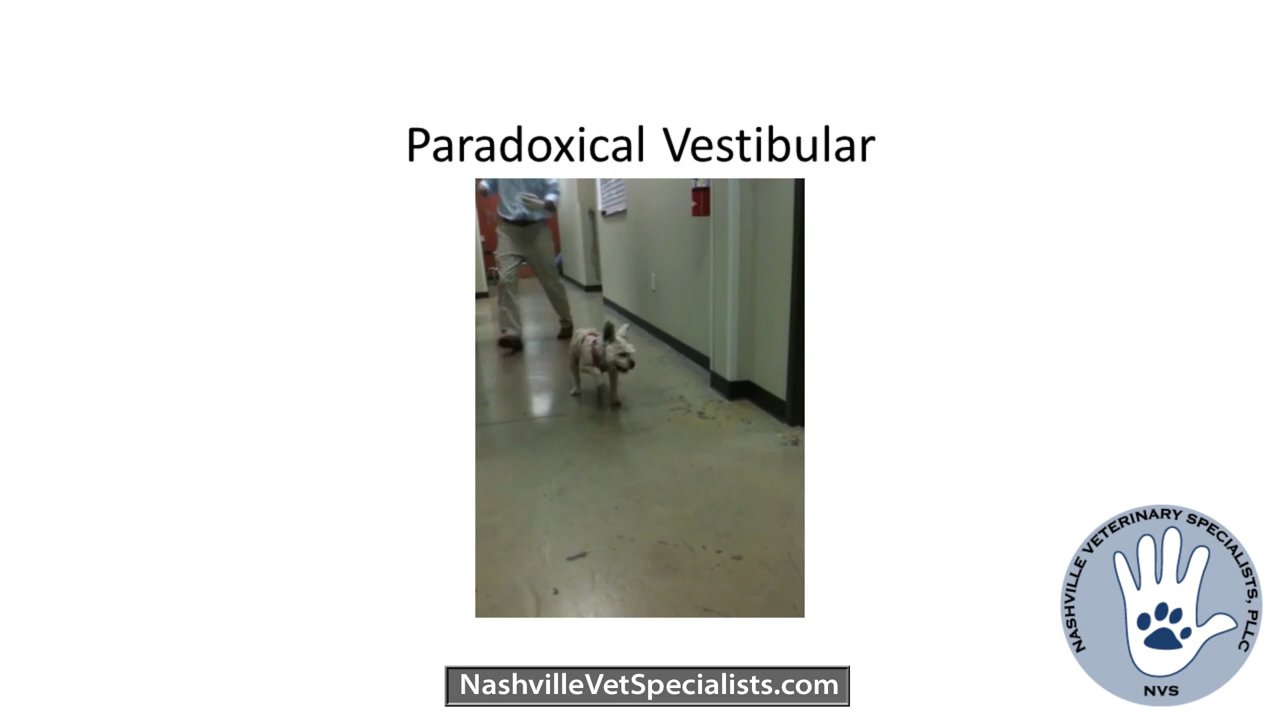 Paradoxical Vestibular
NASHVILLE VETERINARY SPECIALISTS, PLLC
NVS
NashvilleVetSpecialists.com